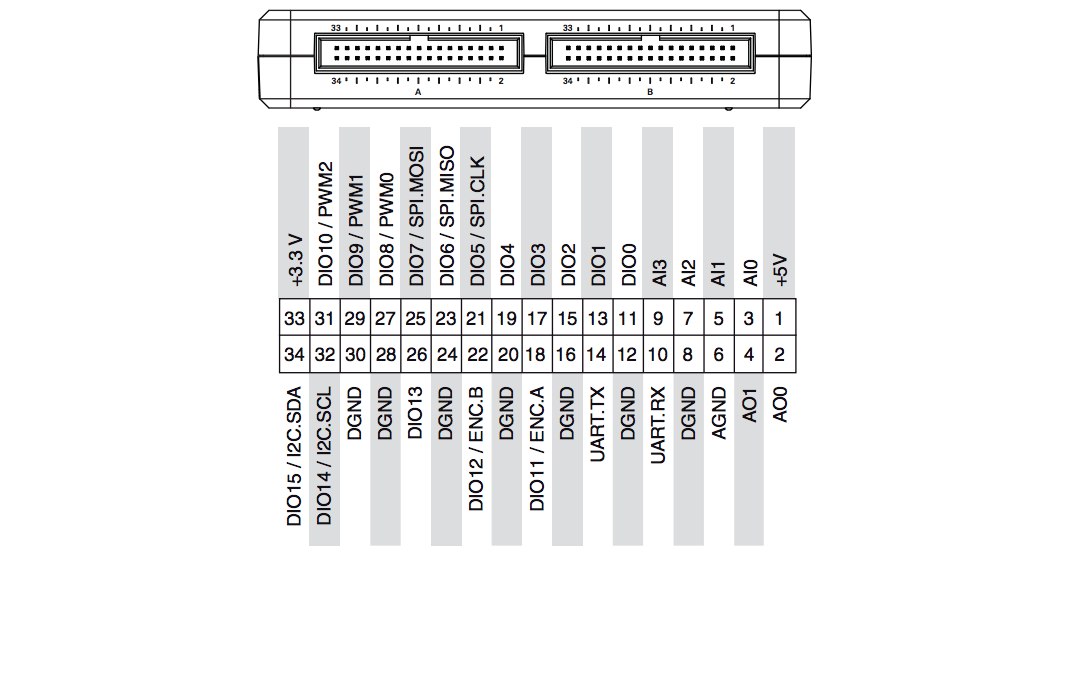 33 1 33 1
34 2 34 2
A B
+3.3 V DIO10 / PWM2 DIO9 / PWM1 DIO8 / PWM0 DIO7 / SPI.MOSI DIO6 / SPI.MISO DIO5 / SPI.CLK DIO4 DIO3 DIO2 DIO1 DIO0 AI3 AI2 AI1 AI0 +5V
33 31 29 27 25 23 21 19 17 15 13 11 9 7 5 3 1
34 32 30 28 26 24 22 20 18 16 14 12 10 8 6 4 2
DIO15 / I2C.SDA DIO14 / I2C.SCL DGND DGND DIO13 DGND DIO12 / ENC.B DGND DIO11 / ENC.A DGND UART.TX DGND UART.RX DGND AGND AO1 AO0